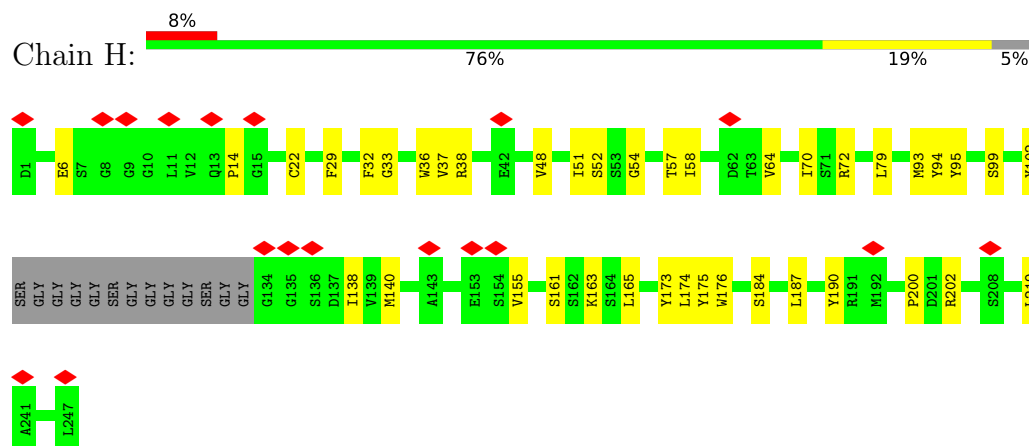 8%
Chain H:
76% 19% 5%
D1 E6 S7 G8 G9 G10 L11 V12 Q13 P14 G15 C22 F29 F32 G33 W36 V37 R38 E42 V48 I51 S52 S53 G54 T57 I58 D62 T63 V64 I70 S71 R72 L79 M93 Y94 Y95 S99
SER GLY GLY GLY GLY SER GLY GLY GLY GLY SER GLY GLY G134 G135 S136 D137 I138 V139 M140 A143 E153 S154 V155 S161 S162 K163 S164 L165 Y173 L174 Y175 W176 S184 L187 Y190 R191 M192 P200 D201 R202 S208
A241 L247